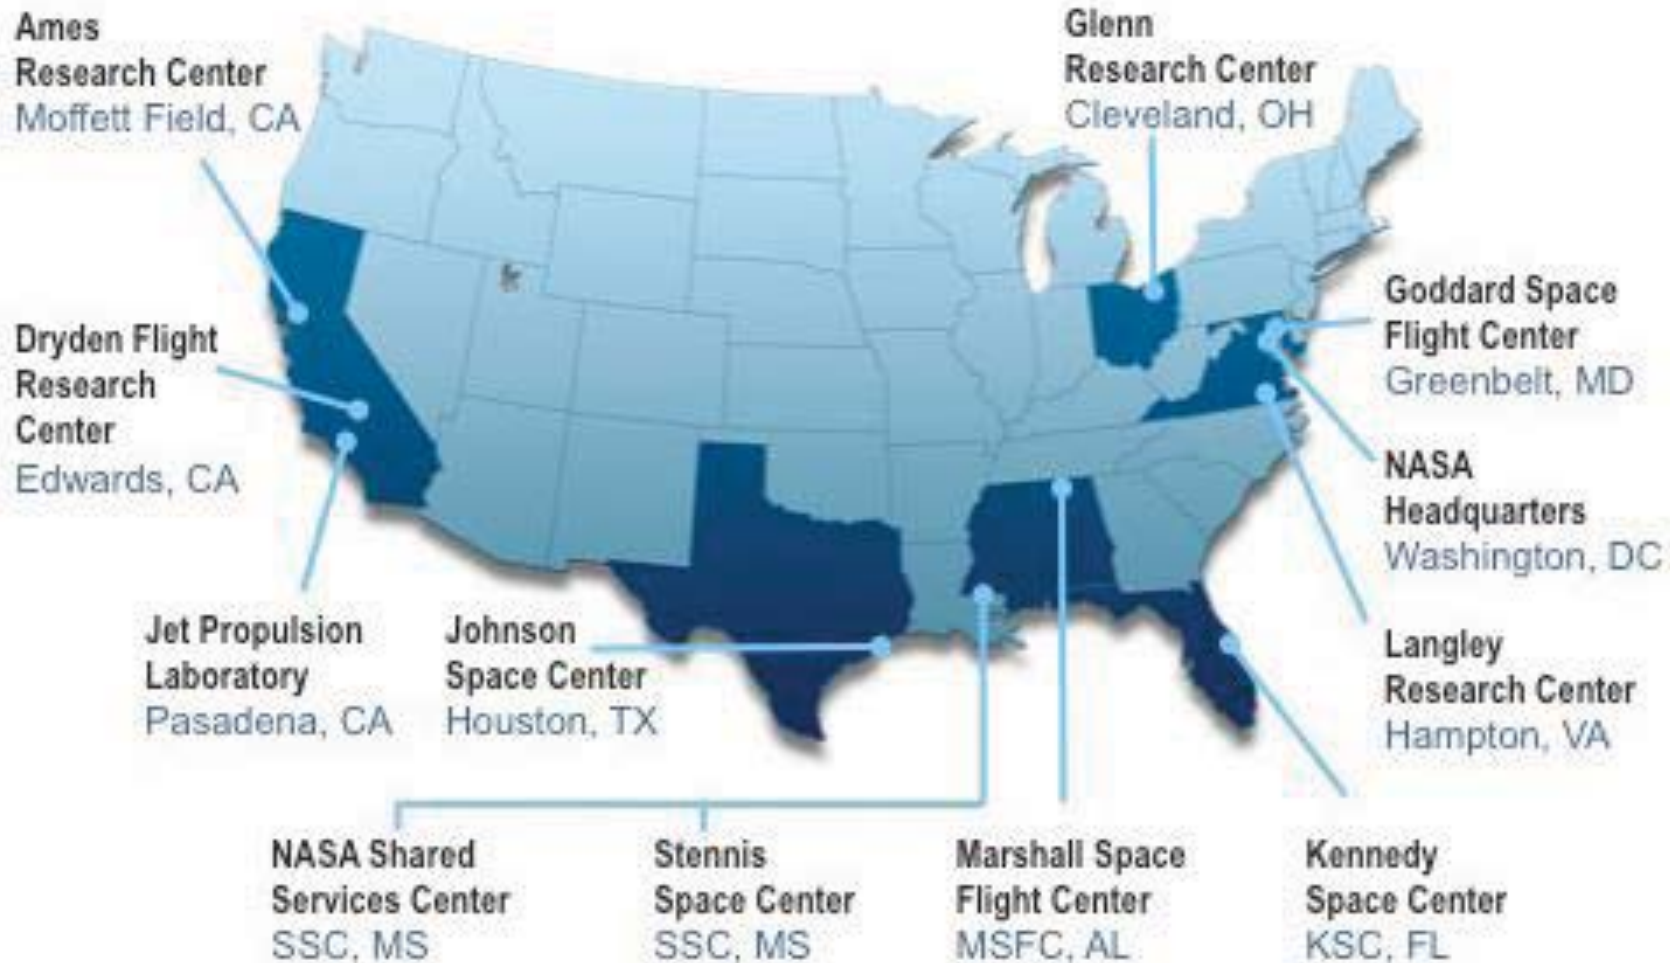 Ames
Research Center
Moffett Field, CA
Glenn
Research Center
Cleveland, OH
Dryden Flight
Research
Center
Edwards, CA
Goddard Space
Flight Center
Greenbelt, MD
NASA
Headquarters
Washington, DC
Jet Propulsion
Laboratory
Pasadena, CA
Johnson
Space Center
Houston, TX
Langley
Research Center
Hampton, VA
NASA Shared
Services Center
SSC, MS
Stennis
Space Center
SSC, MS
Marshall Space
Flight Center
MSFC, AL
Kennedy
Space Center
KSC, FL